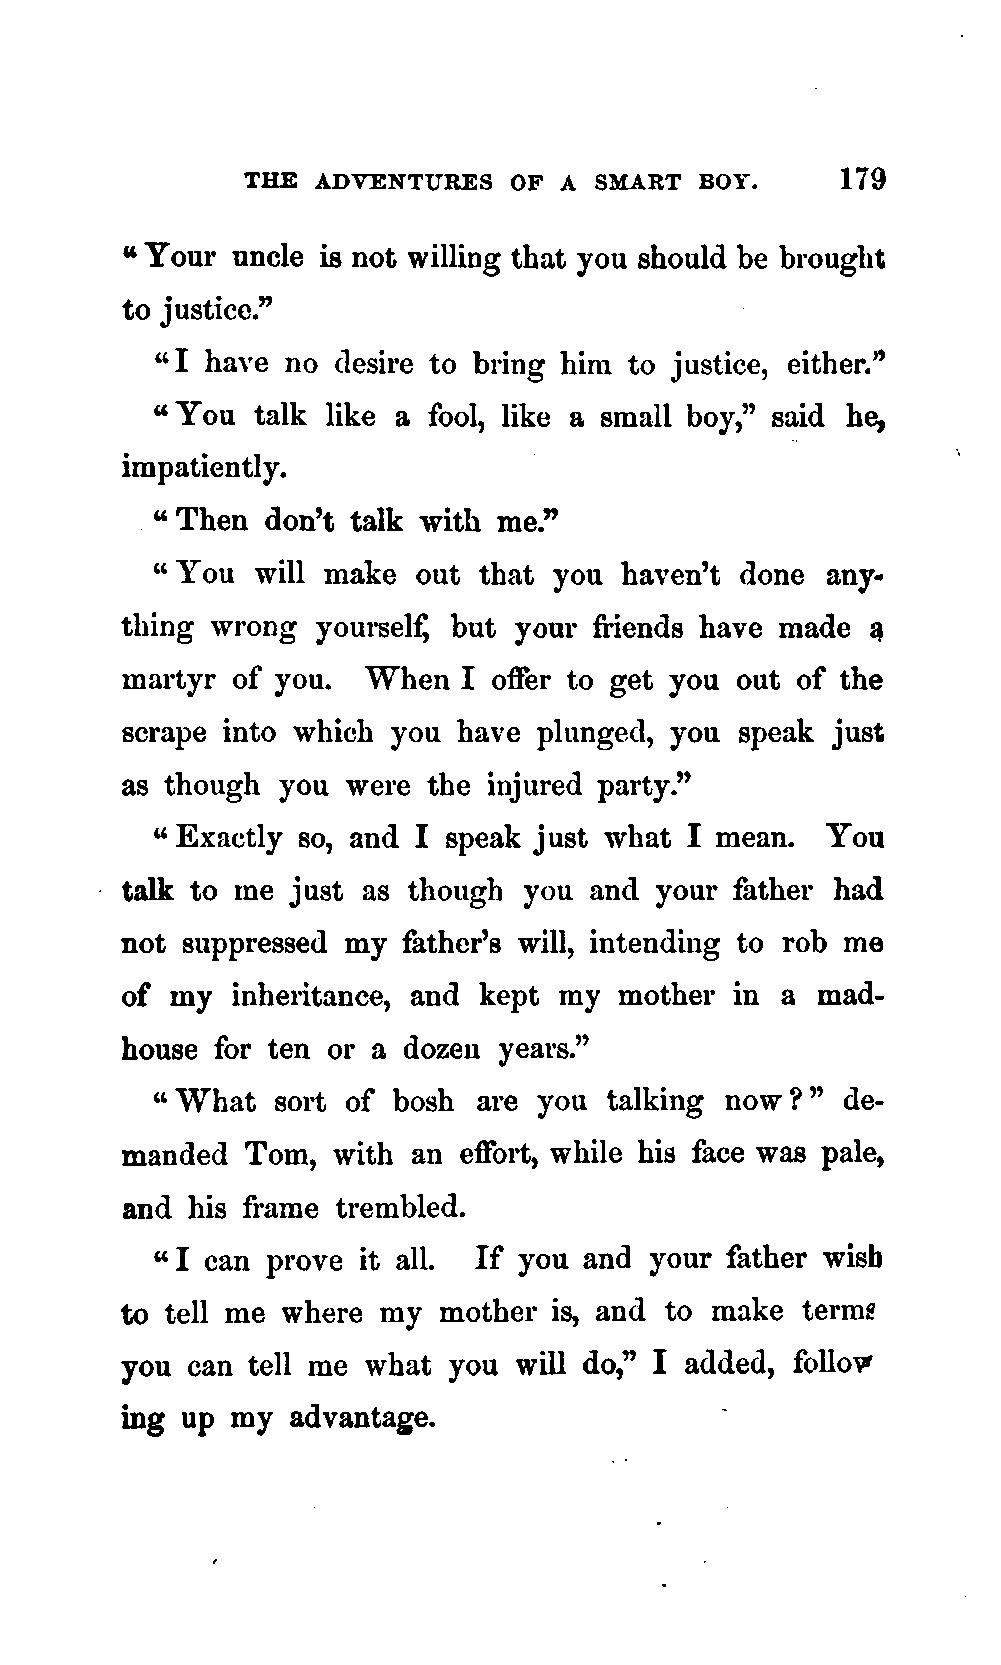 THE ADVENTURES OF A SMART BOY. 179
“Your uncle is not willing that you should be brought
to justice.”
“I have no desire to bring him to justice, either.”
“You talk like a fool, like a small boy,” said he,
impatiently.
“Then don’t talk with me.”
“You will make out that you haven’t done any-
thing wrong yourself, but your friends have made a
martyr of you. When I offer to get you out of the
scrape into which you have plunged, you speak just
as though you were the injured party.”
“Exactly so, and I speak just what I mean. You
talk to me just as though you and your father had
not suppressed my father’s will, intending to rob me
of my inheritance, and kept my mother in a mad-
house for ten or a dozen years.”
“What sort of bosh are you talking now?” de-
manded Tom, with an effort, while his face was pale,
and his frame trembled.
“I can prove it all. If you and your father wish
to tell me where my mother is, and to make terms
you can tell me what you will do,” I added, follow
ing up my advantage.